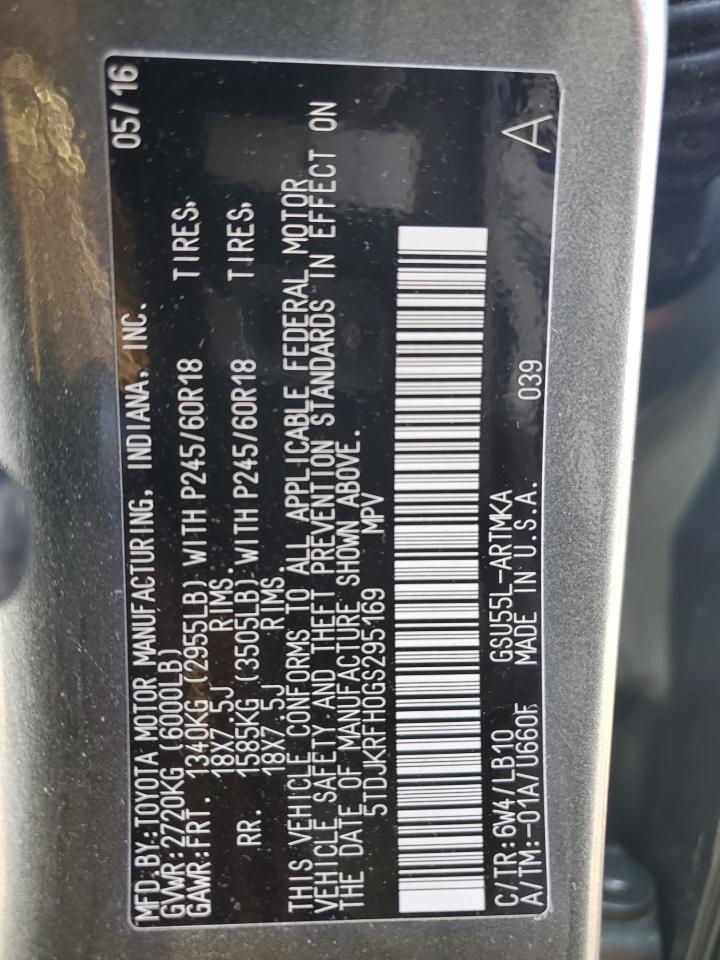 MFD.BY:TOYOTA MOTOR MANUFACTURING, INDIANA, INC. 05/16
GVWR:2720KG (6000LB)
GAWR:FRT. 1340KG (2955LB) WITH P245/60R18 TIRES,
18X7.5J RIMS.
RR. 1585KG (3505LB) WITH P245/60R18 TIRES,
18X7.5J RIMS
THIS VEHICLE CONFORMS TO ALL APPLICABLE FEDERAL MOTOR
VEHICLE SAFETY AND THEFT PREVENTION STANDARDS IN EFFECT ON
THE DATE OF MANUFACTURE SHOWN ABOVE.
5TDJKRFH0GS295169 MPV
C/TR:6W4/LB10 GSU55L-ARTMKA
A/TM:-01A/U660F MADE IN U.S.A. 039 A